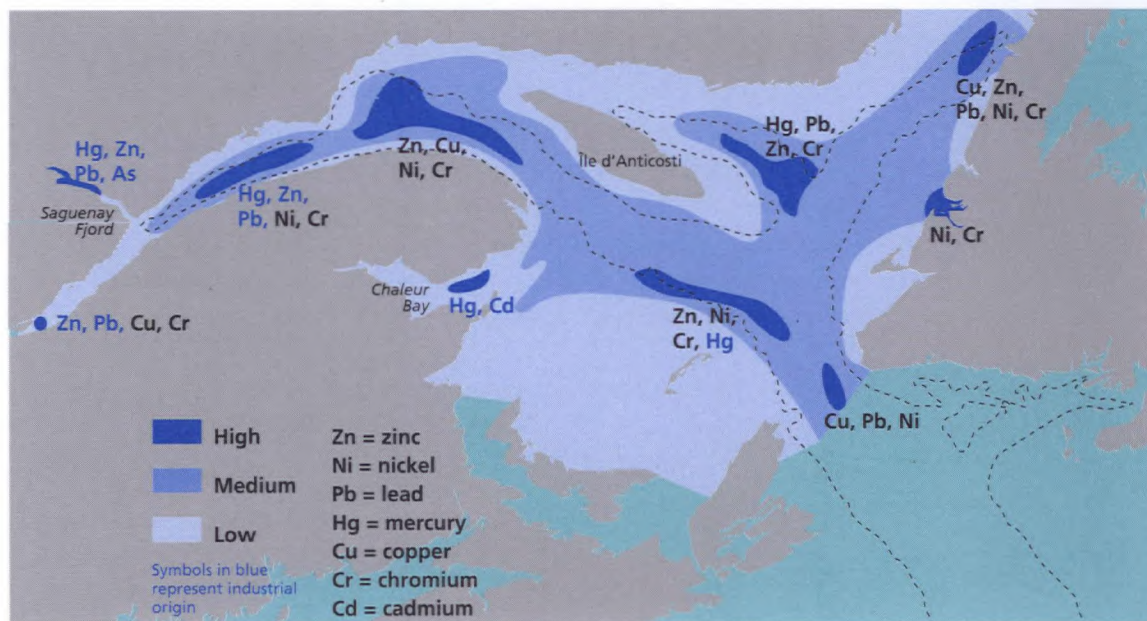 Cu, Zn,
Pb, Ni, Cr
Hg, Pb,
Zn, Cr
Zn, Cu,
Ni, Cr
Île d'Anticosti
Hg, Zn,
Pb, As
Saguenay
Fjord
Hg, Zn,
Pb, Ni, Cr
Ni, Cr
Chaleur
Bay
Hg, Cd
Zn, Pb, Cu, Cr
Zn, Ni,
Cr, Hg
Cu, Pb, Ni
High
Medium
Low
Symbols in blue
represent industrial
origin
Zn = zinc
Ni = nickel
Pb = lead
Hg = mercury
Cu = copper
Cr = chromium
Cd = cadmium